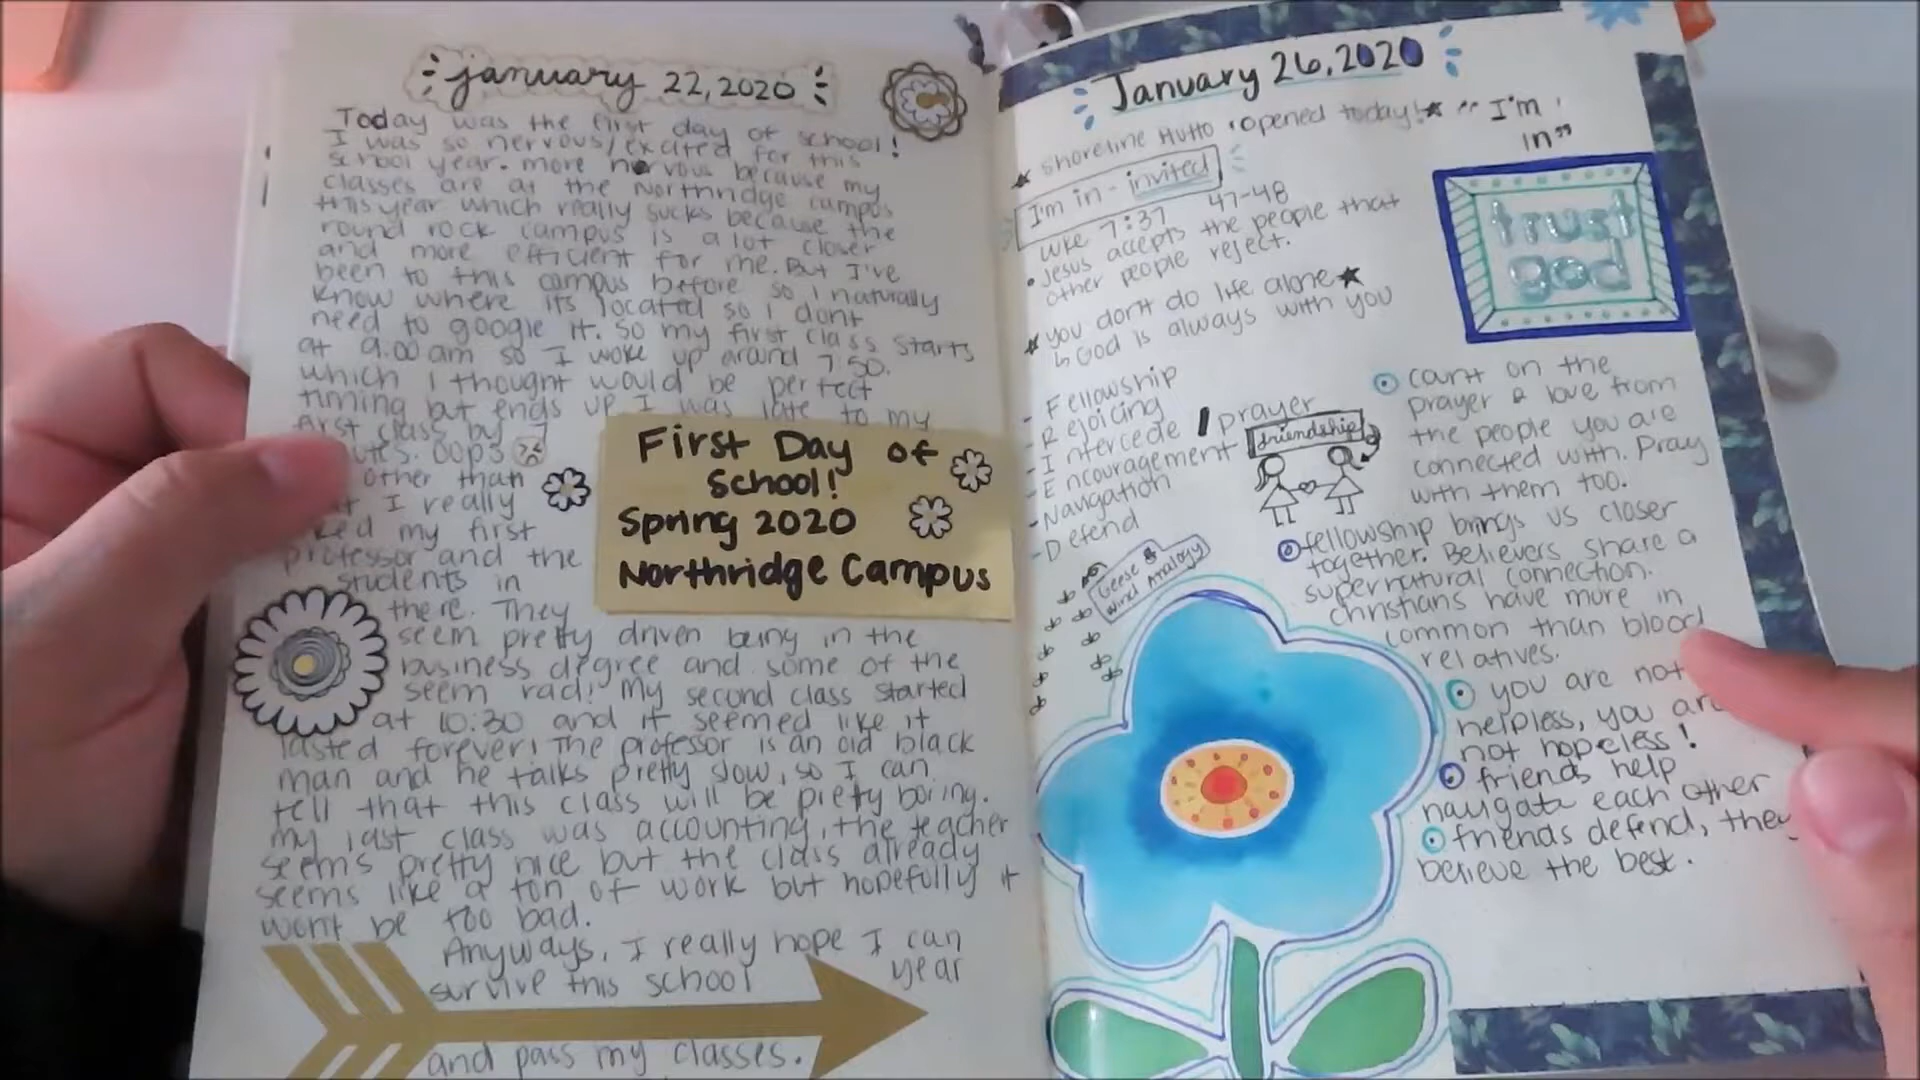 january 22, 2020
Today was the first day of school!
I was so nervous/excited for this
school year. more nervous because my
classes are at the Northridge campus
this year which really sucks because the
round rock campus is a lot closer
and more efficient for me. But I've
been to this campus before so I naturally
know where its located so I dont
need to google it. So my first class starts
at 9:00 am so I woke up around 7:50.
which I thought would be perfect
timing but ends up I was late to my
first class by 7
utes. Oops
other than
I really
my first
professor and the
students in
there. They
seem pretty driven being in the
business degree and some of the
seem rad! My second class started
at 10:30 and it seemed like it
lasted forever! The professor is an old black
man and he talks pretty slow, so I can
tell that this class will be pretty boring.
my last class was accounting, the teacher
seems pretty nice but the class already
seems like a ton of work but hopefully it
wont be too bad.
Anyways, I really hope I can
survive this school year
and pass my classes.
First Day of
School!
Spring 2020
Northridge Campus
January 26, 2020
shoreline Hutto opened today! "I'm
in"
I'm in - invited
Luke 7:37 47-48
Jesus accepts the people that
other people reject.
you don't do life alone
God is always with you
trust
god
- Fellowship
- Rejoicing
- Intercede / prayer
- Encouragement
- Navigation
- Defend
friendship
Geese &
wind Analogy
count on the
prayer & love from
the people you are
connected with. Pray
with them too.
fellowship brings us closer
together. Believers share a
supernatural connection.
Christians have more in
common than blood
relatives.
you are not
helpless, you are
not hopeless!
friends help
navigate each other
friends defend, they
believe the best.